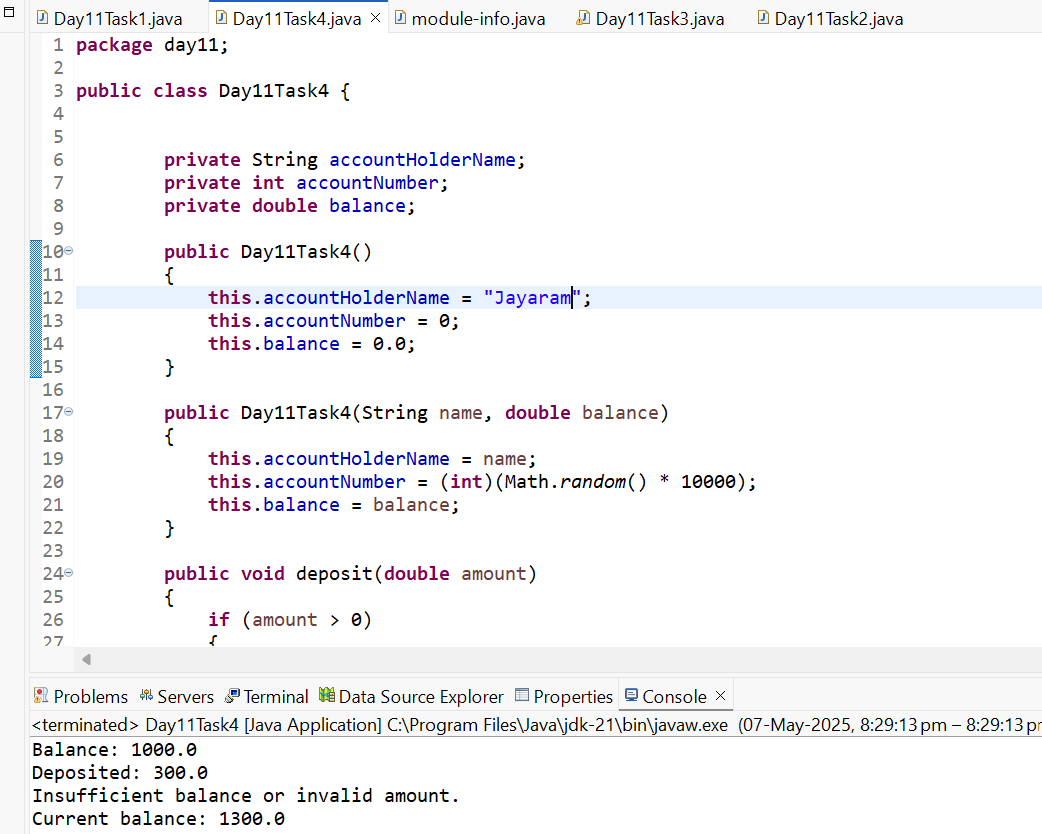 Day11Task1.java Day11Task4.java × module-info.java Day11Task3.java Day11Task2.java
1 package day11;
2
3 public class Day11Task4 {
4
5
6 private String accountHolderName;
7 private int accountNumber;
8 private double balance;
9
10 public Day11Task4()
11 {
12 this.accountHolderName = "Jayaram";
13 this.accountNumber = 0;
14 this.balance = 0.0;
15 }
16
17 public Day11Task4(String name, double balance)
18 {
19 this.accountHolderName = name;
20 this.accountNumber = (int)(Math.random() * 10000);
21 this.balance = balance;
22 }
23
24 public void deposit(double amount)
25 {
26 if (amount > 0)
27 {
Problems Servers Terminal Data Source Explorer Properties Console ×
<terminated> Day11Task4 [Java Application] C:\Program Files\Java\jdk-21\bin\javaw.exe (07-May-2025, 8:29:13 pm – 8:29:13 pm
Balance: 1000.0
Deposited: 300.0
Insufficient balance or invalid amount.
Current balance: 1300.0